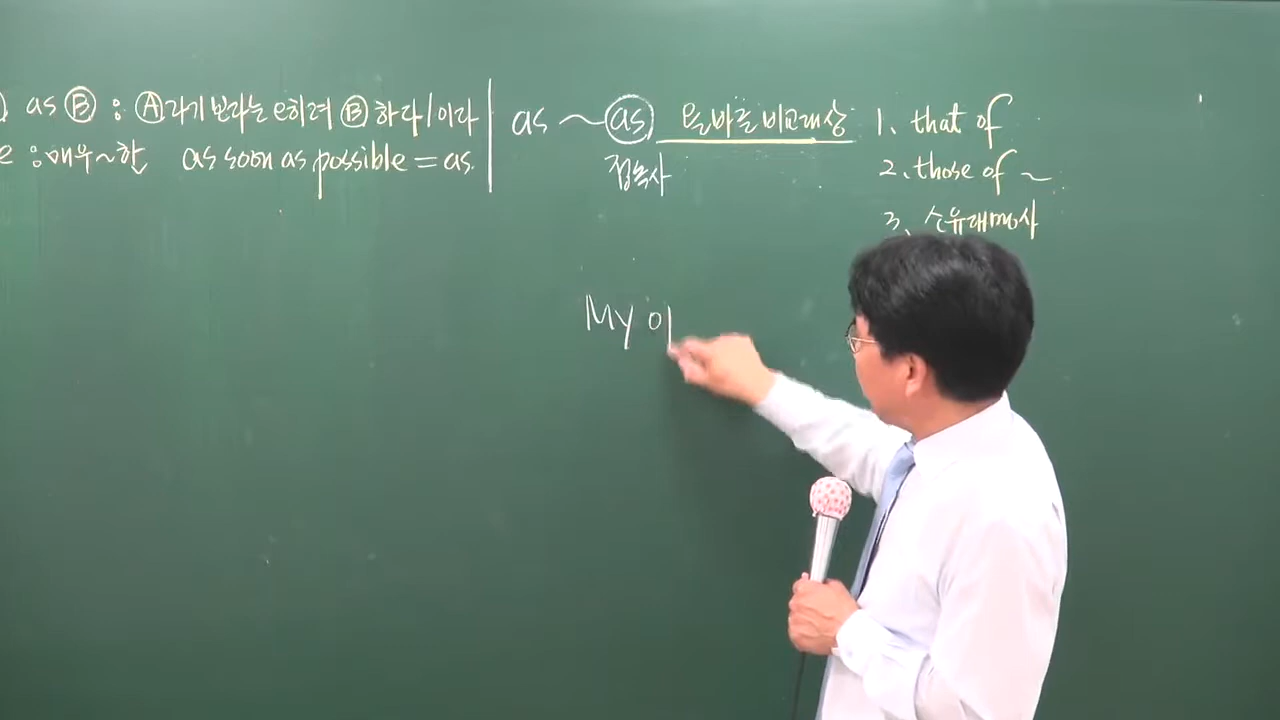 as Ⓑ : Ⓐ라기 보다는 오히려 Ⓑ 하다/이라
e : 매우~한 as soon as possible = as.
as ~ as 올바른 비교대상
접속사
1. that of
2. those of ~
3. 소유대명사
My 이